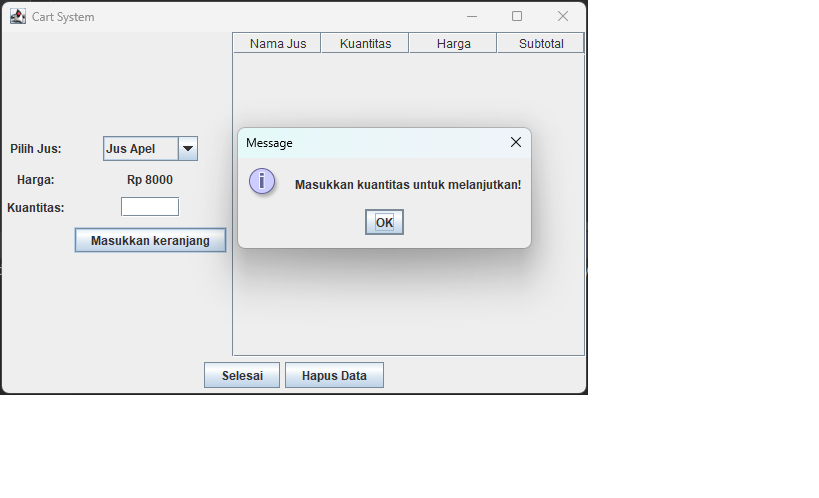 Cart System
Nama Jus Kuantitas Harga Subtotal
Message
Masukkan kuantitas untuk melanjutkan!
OK
Pilih Jus: Jus Apel
Harga: Rp 8000
Kuantitas:
Masukkan keranjang
Selesai Hapus Data